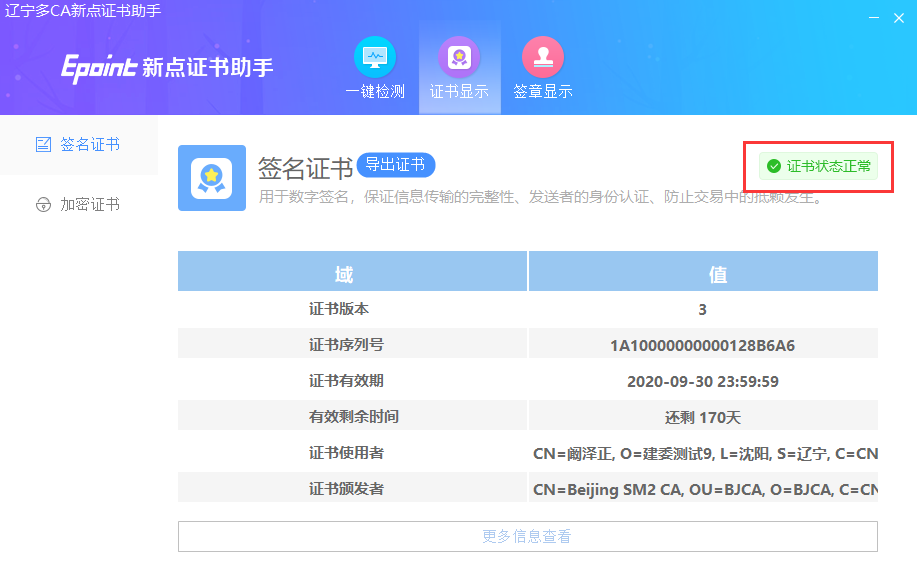 辽宁多CA新点证书助手
Epoint 新点证书助手
一键检测
证书显示
签章显示
签名证书
加密证书
签名证书 导出证书
证书状态正常
用于数字签名，保证信息传输的完整性、发送者的身份认证、防止交易中的抵赖发生。
域 值
证书版本 3
证书序列号 1A10000000000128B6A6
证书有效期 2020-09-30 23:59:59
有效剩余时间 还剩 170天
证书使用者 CN=阚泽正, O=建委测试9, L=沈阳, S=辽宁, C=CN
证书颁发者 CN=Beijing SM2 CA, OU=BJCA, O=BJCA, C=CN
更多信息查看